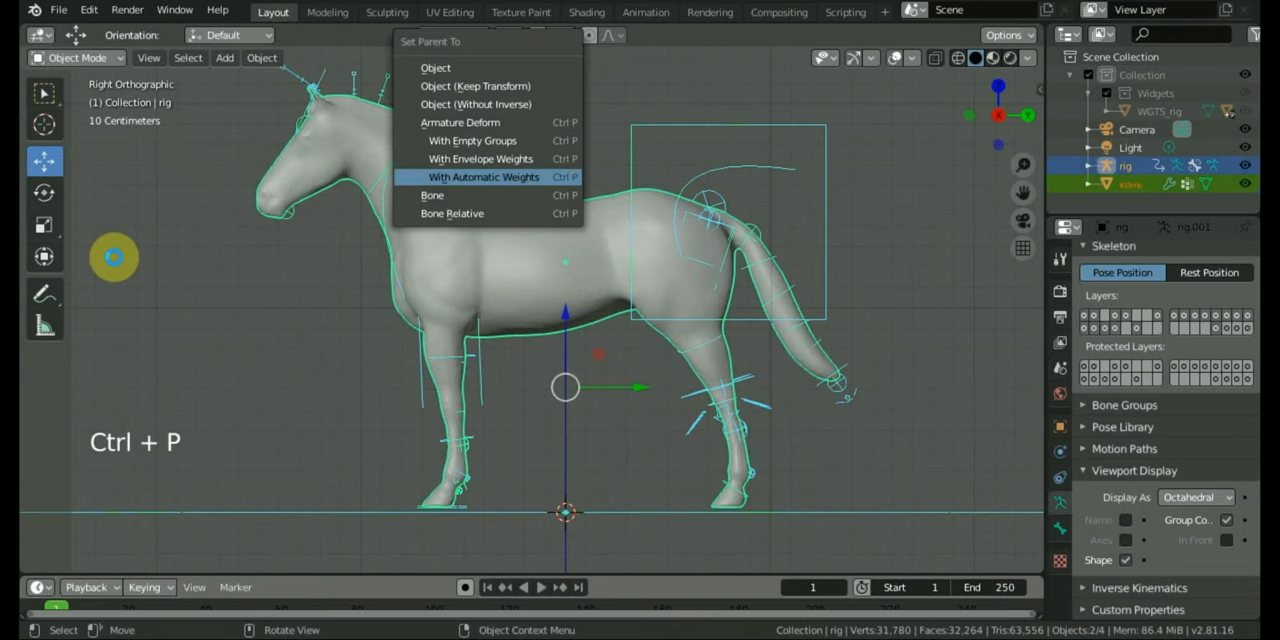 File Edit Render Window Help Layout Modeling Sculpting UV Editing Texture Paint Shading Animation Rendering Compositing Scripting + Scene View Layer
Orientation: Default Options
Object Mode View Select Add Object
Right Orthographic
(1) Collection | rig
10 Centimeters
Set Parent To
Object
Object (Keep Transform)
Object (Without Inverse)
Armature Deform Ctrl P
With Empty Groups Ctrl P
With Envelope Weights Ctrl P
With Automatic Weights Ctrl P
Bone Ctrl P
Bone Relative Ctrl P
Z
X
Y
Ctrl + P
Scene Collection
Collection
Widgets
WGTS_rig
Camera
Light
rig
конь
rig rig.001
Skeleton
Pose Position Rest Position
Layers:
Protected Layers:
Bone Groups
Pose Library
Motion Paths
Viewport Display
Display As Octahedral
Name Group Co..
Axes In Front
Shape
Inverse Kinematics
Custom Properties
Playback Keying View Marker 1 Start 1 End 250
1
Select Move Rotate View Object Context Menu Collection | rig | Verts:31,780 | Faces:32,264 | Tris:63,556 | Objects:2/4 | Mem: 86.4 MiB | v2.81.16